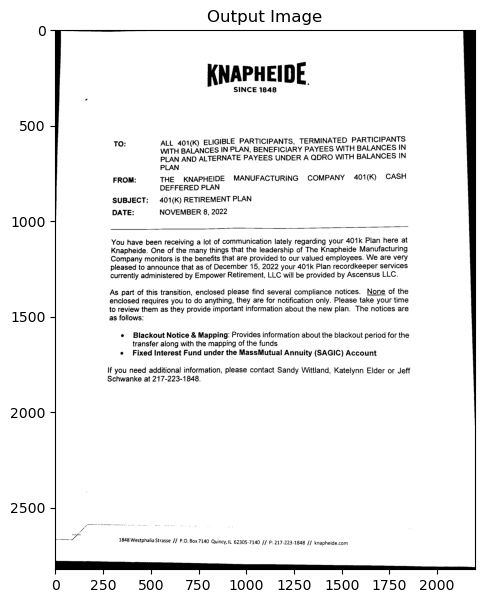 Output Image
KNAPHEIDE
SINCE 1848
TO: ALL 401(K) ELIGIBLE PARTICIPANTS, TERMINATED PARTICIPANTS
WITH BALANCES IN PLAN, BENEFICIARY PAYEES WITH BALANCES IN
PLAN AND ALTERNATE PAYEES UNDER A QDRO WITH BALANCES IN
PLAN
FROM: THE KNAPHEIDE MANUFACTURING COMPANY 401(K) CASH
DEFFERED PLAN
SUBJECT: 401(K) RETIREMENT PLAN
DATE: NOVEMBER 8, 2022
You have been receiving a lot of communication lately regarding your 401k Plan here at
Knapheide. One of the many things that the leadership of The Knapheide Manufacturing
Company monitors is the benefits that are provided to our valued employees. We are very
pleased to announce that as of December 15, 2022 your 401k Plan recordkeeper services
currently administered by Empower Retirement, LLC will be provided by Ascensus LLC.
As part of this transition, enclosed please find several compliance notices. None of the
enclosed requires you to do anything, they are for notification only. Please take your time
to review them as they provide important information about the new plan. The notices are
as follows:
• Blackout Notice & Mapping: Provides information about the blackout period for the
transfer along with the mapping of the funds
• Fixed Interest Fund under the MassMutual Annuity (SAGIC) Account
If you need additional information, please contact Sandy Wittland, Katelynn Elder or Jeff
Schwanke at 217-223-1848.
1848 Westphalia Strasse // P.O. Box 7140 Quincy, IL 62305-7140 // P: 217-223-1848 // knapheide.com
0
500
1000
1500
2000
2500
0 250 500 750 1000 1250 1500 1750 2000